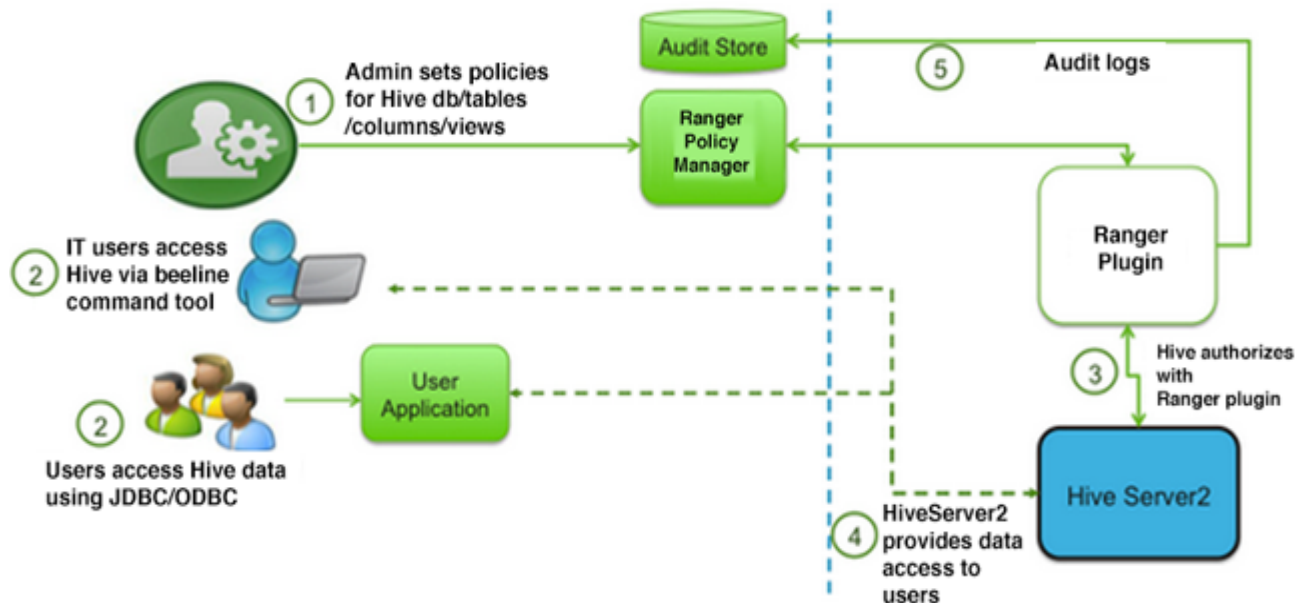 Audit Store
5
Audit logs
1
Admin sets policies
for Hive db/tables
/columns/views
Ranger
Policy
Manager
Ranger
Plugin
2
IT users access
Hive via beeline
command tool
3
Hive authorizes
with
Ranger plugin
User
Application
2
Users access Hive data
using JDBC/ODBC
Hive Server2
4
HiveServer2
provides data
access to
users